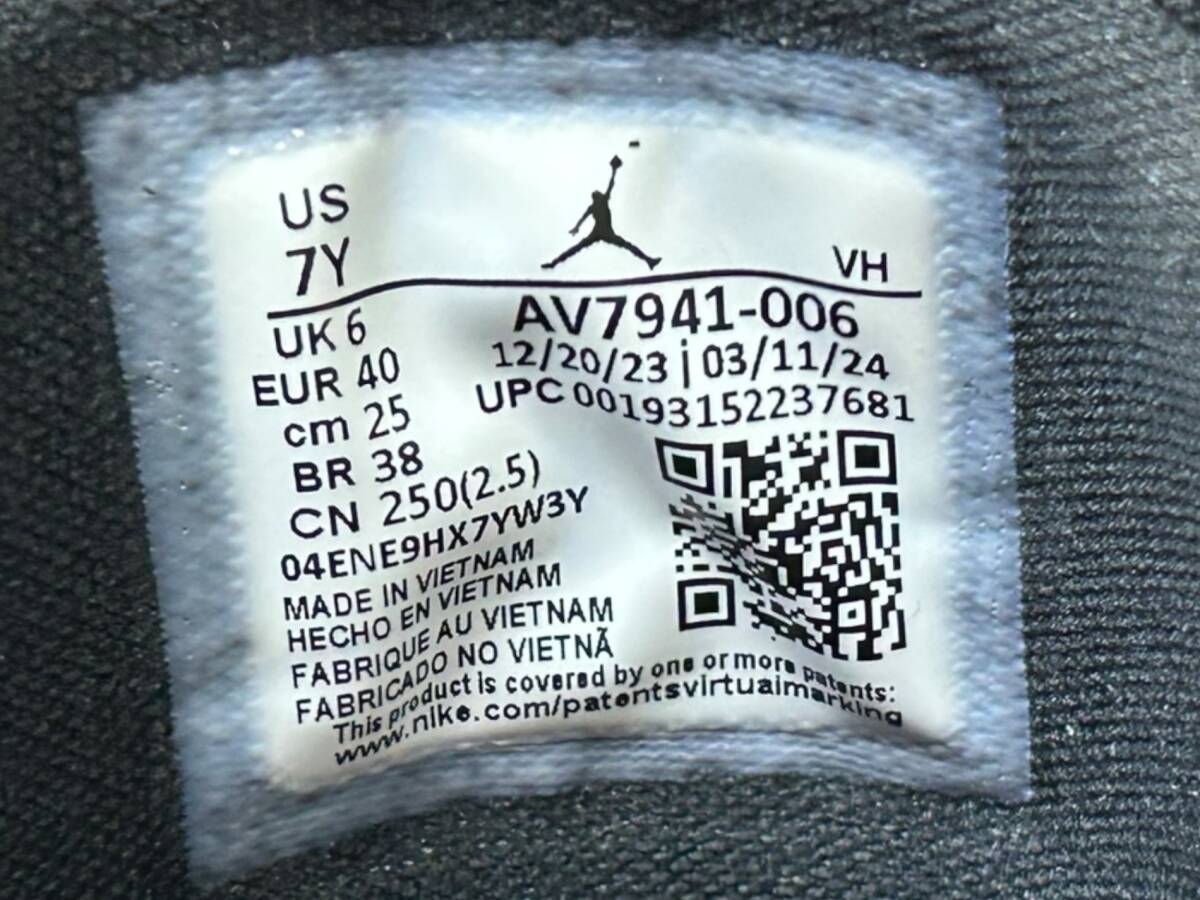 US
7Y
VH
UK 6
EUR 40
cm 25
BR 38
CN 250(2.5)
AV7941-006
12/20/23 | 03/11/24
UPC 00193152237681
04ENE9HX7YW3Y
MADE IN VIETNAM
HECHO EN VIETNAM
FABRIQUE AU VIETNAM
FABRICADO NO VIETNÃ
This product is covered by one or more patents:
www.nike.com/patentsvirtualmarking